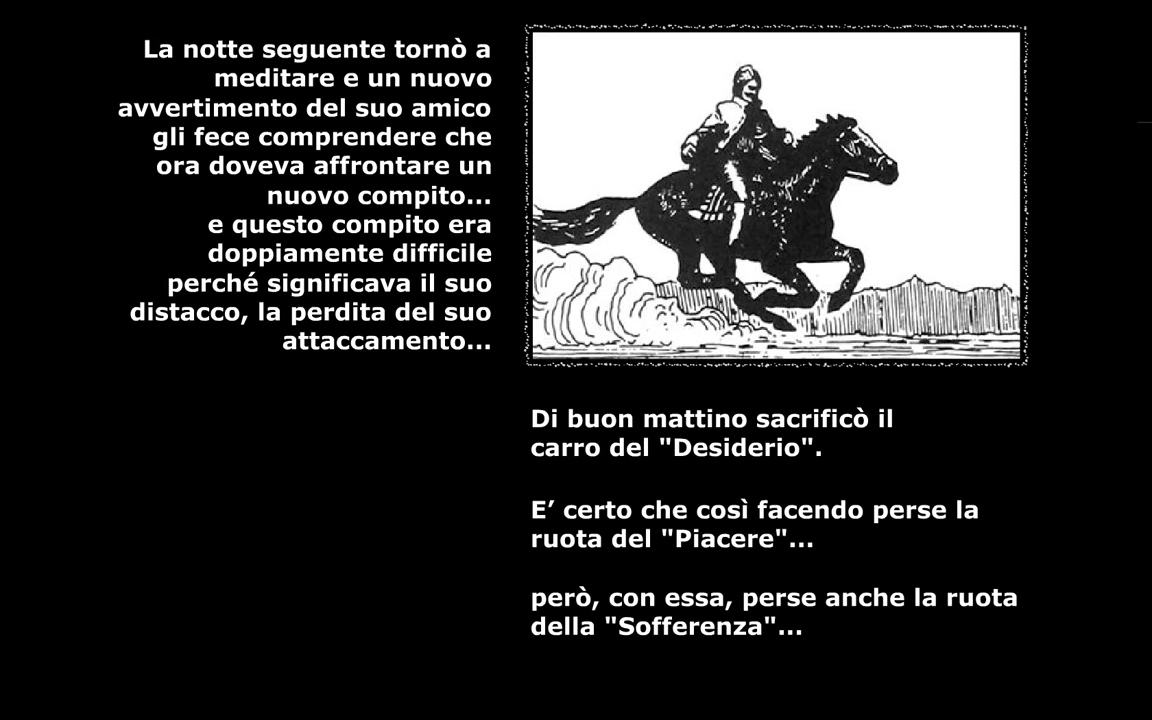 La notte seguente tornò a
meditare e un nuovo
avvertimento del suo amico
gli fece comprendere che
ora doveva affrontare un
nuovo compito...
e questo compito era
doppiamente difficile
perché significava il suo
distacco, la perdita del suo
attaccamento...
Di buon mattino sacrificò il
carro del "Desiderio".
E’ certo che così facendo perse la
ruota del "Piacere"...
però, con essa, perse anche la ruota
della "Sofferenza"...